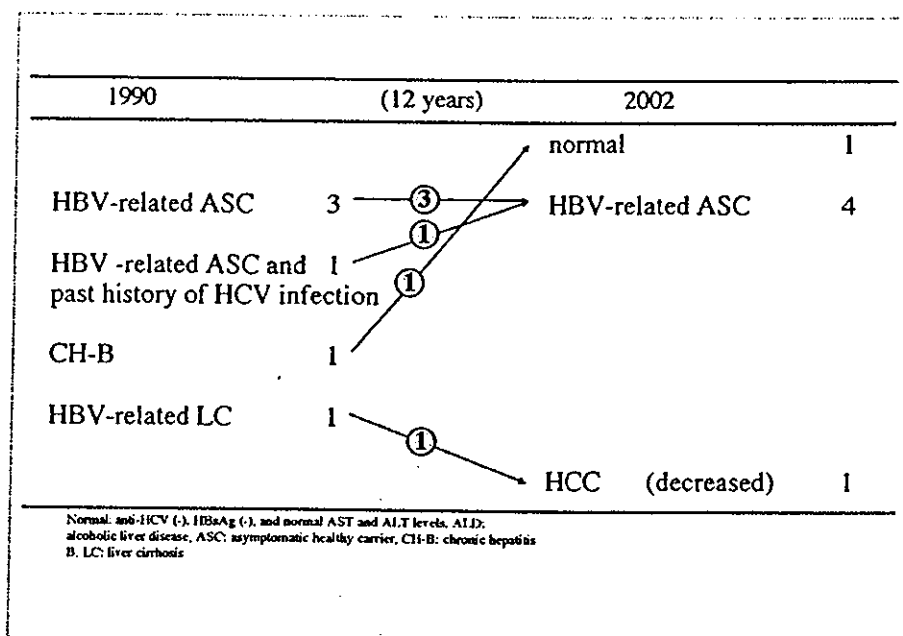 1990 (12 years) 2002
normal 1
HBV-related ASC 3 ③ HBV-related ASC 4
①
HBV -related ASC and 1
past history of HCV infection ①
CH-B 1
HBV-related LC 1
①
HCC (decreased) 1
Normal: anti-HCV (-), HBsAg (-), and normal AST and ALT levels, ALD:
alcoholic liver disease, ASC: asymptomatic healthy carrier, CH-B: chronic hepatitis
B, LC: liver cirrhosis